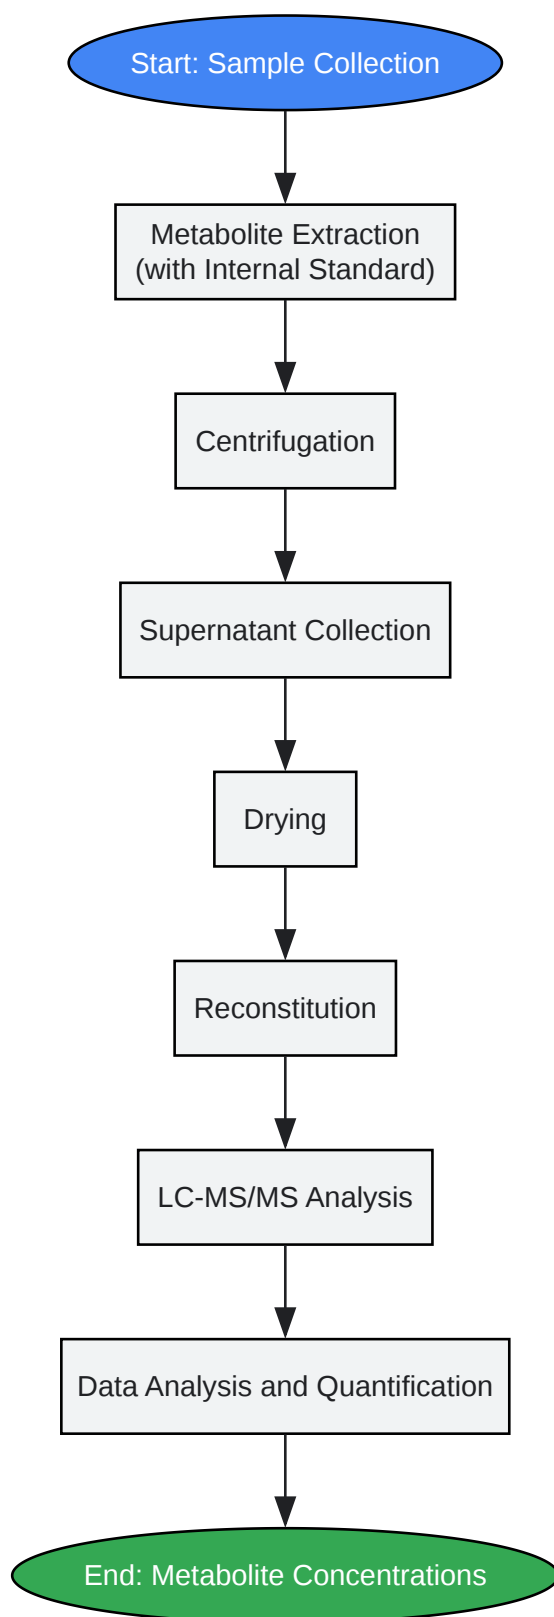 Start: Sample Collection
Metabolite Extraction
(with Internal Standard)
Centrifugation
Supernatant Collection
Drying
Reconstitution
LC-MS/MS Analysis
Data Analysis and Quantification
End: Metabolite Concentrations